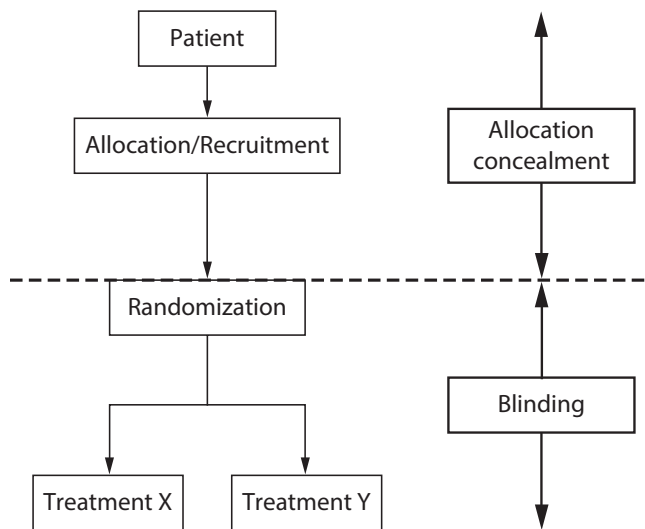 Patient
Allocation/Recruitment
Allocation
concealment
Randomization
Blinding
Treatment X
Treatment Y